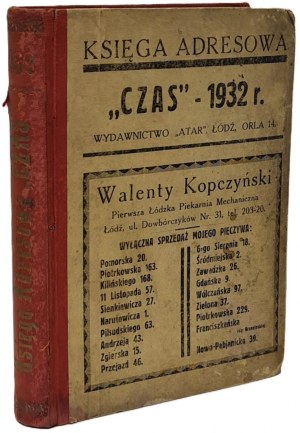 KSIĘGA ADRESOWA
„CZAS" - 1932 r.
WYDAWNICTWO „ATAR", ŁÓDŹ, ORLA 14.
Walenty Kopczyński
Pierwsza Łódzka Piekarnia Mechaniczna
Łódź, ul. Dowbórczyków Nr. 31, tel. 203-20.
WYŁĄCZNA SPRZEDAŻ MOJEGO PIECZYWA:
Pomorska 20.
Piotrkowska 163.
Kilińskiego 168.
11 Listopada 57.
Sienkiewicza 27.
Narutowicza 1.
Piłsudskiego 63.
Andrzeja 43.
Zgierska 15.
Przejazd 46.
6-go Sierpnia 18.
Śródmiejska 2.
Zawadzka 26.
Gdańska 9.
Wólczańska 97.
Zielona 37.
Piotrkowska 229.
Franciszkańska
Nowo-Pabjanicka 39.
Księga Adresowa